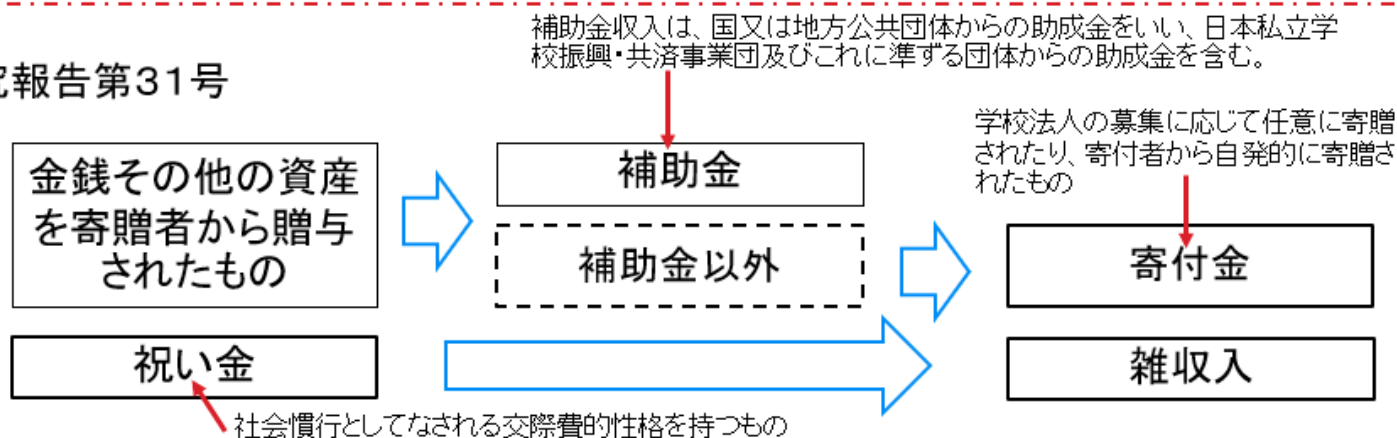 補助金収入は、国又は地方公共団体からの助成金をいい、日本私立学
校振興・共済事業団及びこれに準ずる団体からの助成金を含む。
報告第31号
学校法人の募集に応じて任意に寄贈
されたり、寄付者から自発的に寄贈さ
れたもの
金銭その他の資産
を寄贈者から贈与
されたもの
補助金
補助金以外
寄付金
祝い金
雑収入
社会慣行としてなされる交際費的性格を持つもの